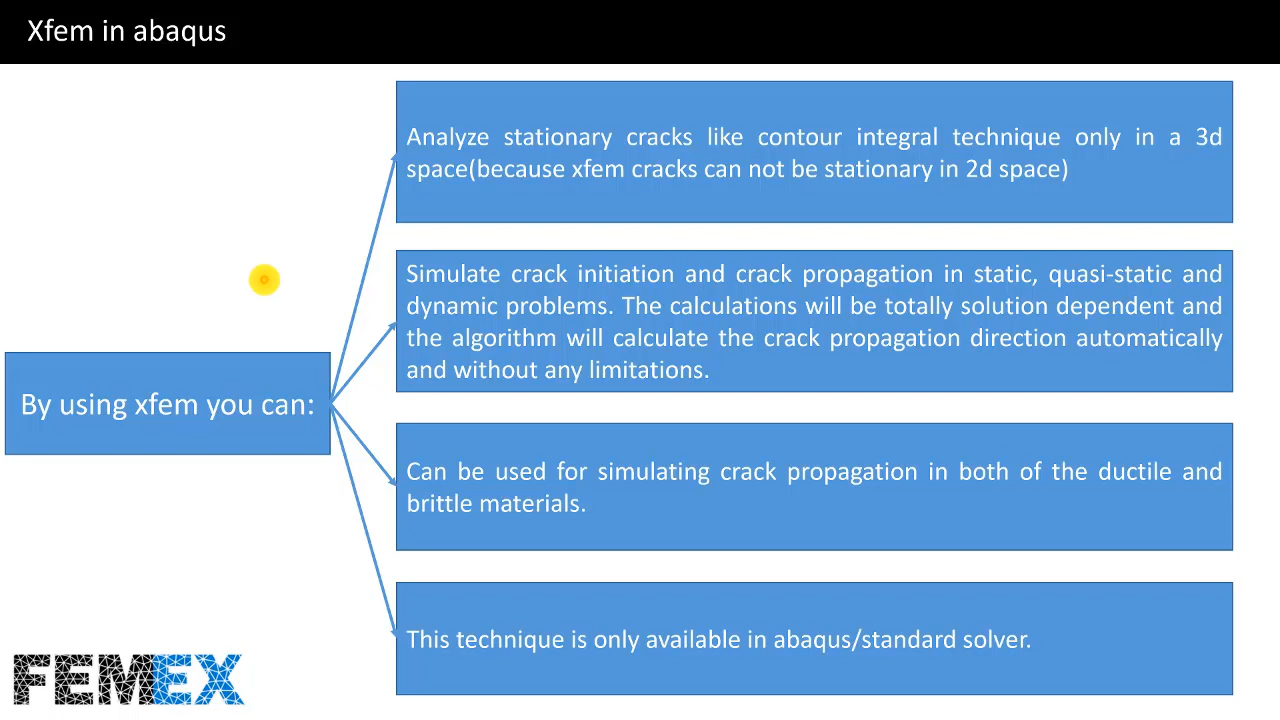 Xfem in abaqus
Analyze stationary cracks like contour integral technique only in a 3d
space(because xfem cracks can not be stationary in 2d space)
Simulate crack initiation and crack propagation in static, quasi-static and
dynamic problems. The calculations will be totally solution dependent and
the algorithm will calculate the crack propagation direction automatically
and without any limitations.
By using xfem you can:
Can be used for simulating crack propagation in both of the ductile and
brittle materials.
This technique is only available in abaqus/standard solver.
FEMEX